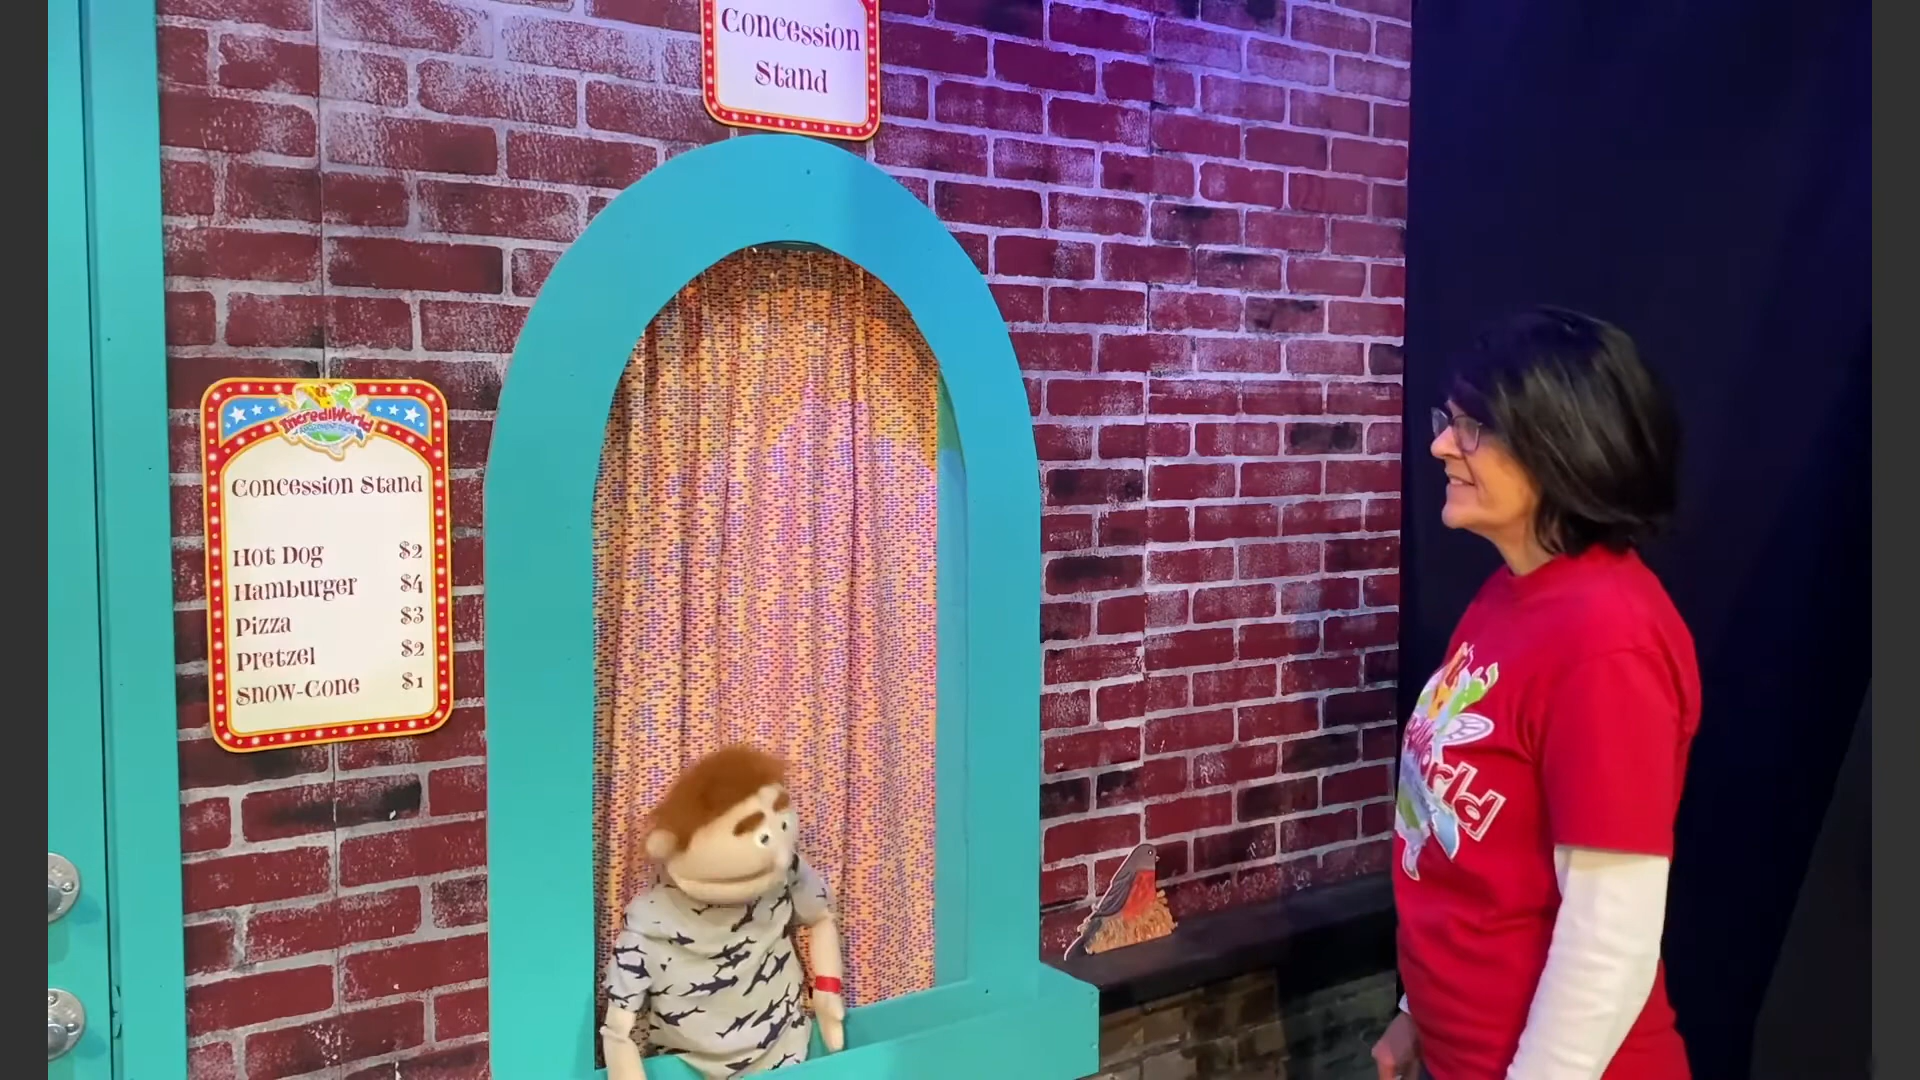 Concession
Stand
IncrediWorld
Concession Stand
Hot Dog $2
Hamburger $4
Pizza $3
Pretzel $2
Snow-Cone $1
World